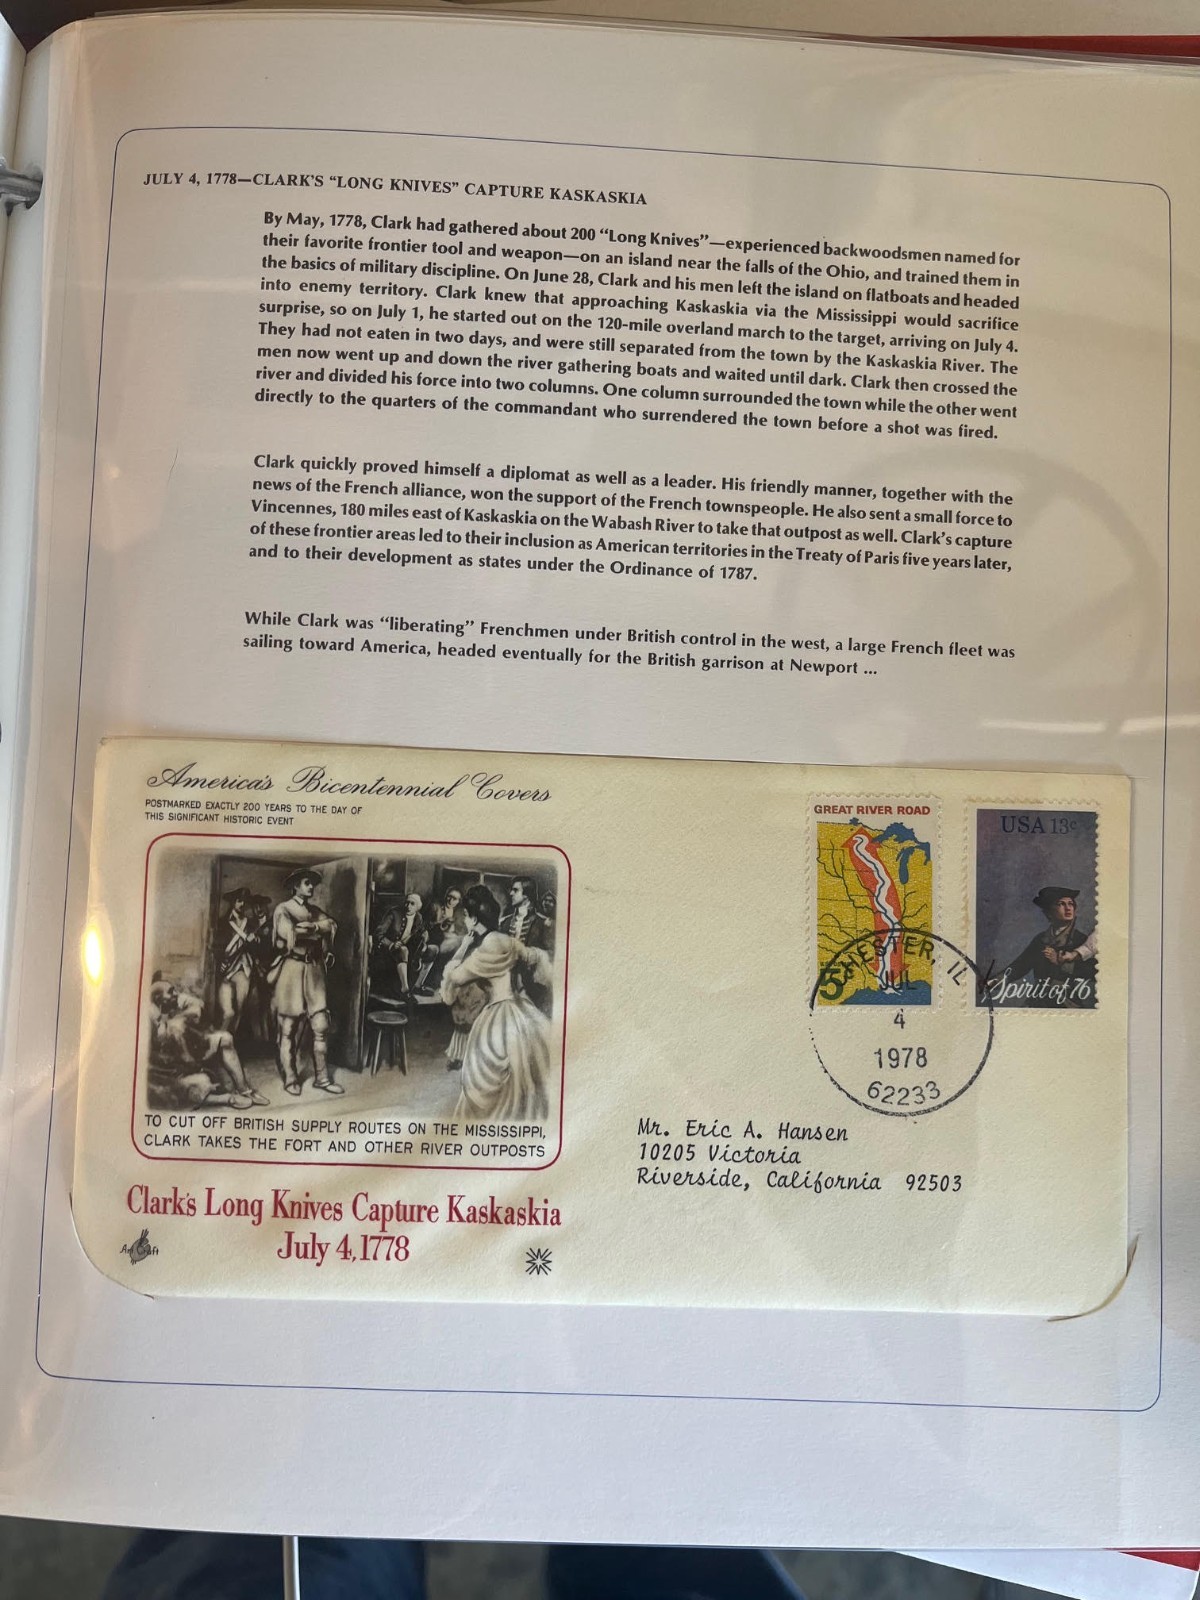 JULY 4, 1778—CLARK'S "LONG KNIVES" CAPTURE KASKASKIA
By May, 1778, Clark had gathered about 200 "Long Knives"—experienced backwoodsmen named for
their favorite frontier tool and weapon—on an island near the falls of the Ohio, and trained them in
the basics of military discipline. On June 28, Clark and his men left the island on flatboats and headed
into enemy territory. Clark knew that approaching Kaskaskia via the Mississippi would sacrifice
surprise, so on July 1, he started out on the 120-mile overland march to the target, arriving on July 4.
They had not eaten in two days, and were still separated from the town by the Kaskaskia River. The
men now went up and down the river gathering boats and waited until dark. Clark then crossed the
river and divided his force into two columns. One column surrounded the town while the other went
directly to the quarters of the commandant who surrendered the town before a shot was fired.
Clark quickly proved himself a diplomat as well as a leader. His friendly manner, together with the
news of the French alliance, won the support of the French townspeople. He also sent a small force to
Vincennes, 180 miles east of Kaskaskia on the Wabash River to take that outpost as well. Clark's capture
of these frontier areas led to their inclusion as American territories in the Treaty of Paris five years later,
and to their development as states under the Ordinance of 1787.
While Clark was "liberating" Frenchmen under British control in the west, a large French fleet was
sailing toward America, headed eventually for the British garrison at Newport ...
America's Bicentennial Covers
POSTMARKED EXACTLY 200 YEARS TO THE DAY OF
THIS SIGNIFICANT HISTORIC EVENT
TO CUT OFF BRITISH SUPPLY ROUTES ON THE MISSISSIPPI,
CLARK TAKES THE FORT AND OTHER RIVER OUTPOSTS
Clark's Long Knives Capture Kaskaskia
July 4, 1778
Art Craft
GREAT RIVER ROAD
5¢
USA 13c
Spirit of 76
CHESTER, IL
JUL
4
1978
62233
Mr. Eric A. Hansen
10205 Victoria
Riverside, California 92503